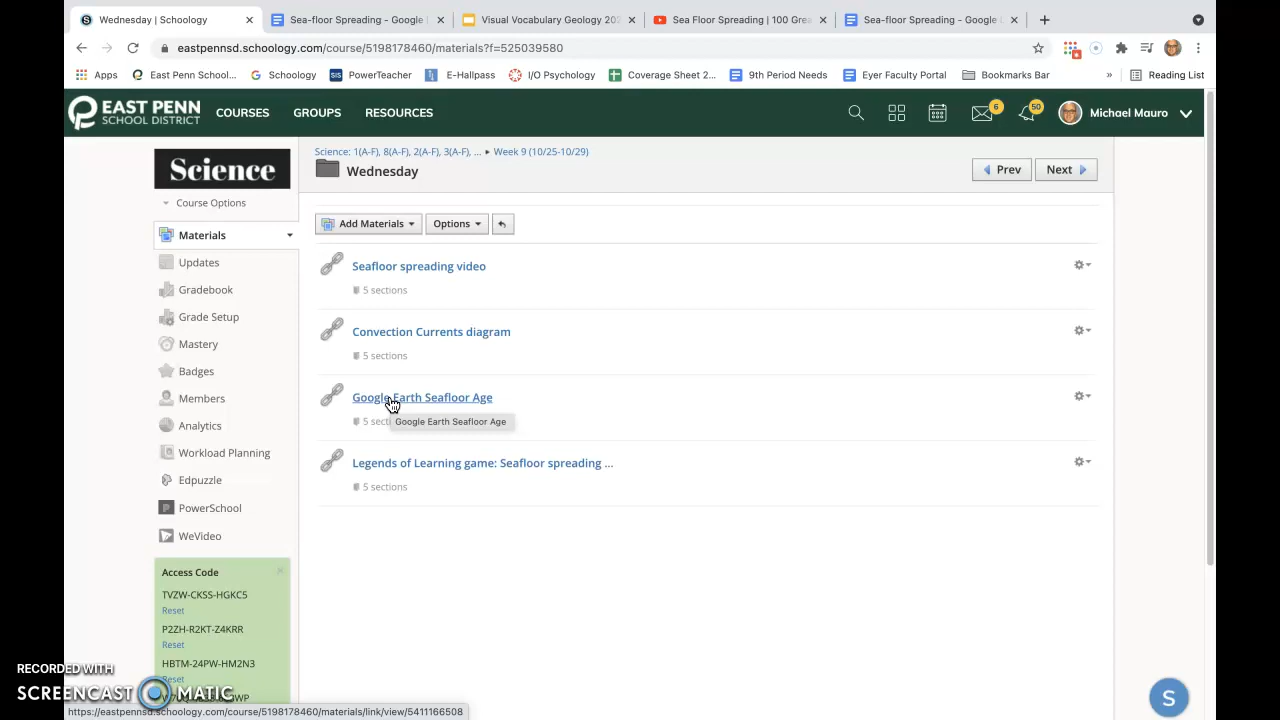 Wednesday | Schoology
Sea-floor Spreading - Google
Visual Vocabulary Geology 202
Sea Floor Spreading | 100 Gre
Sea-floor Spreading - Google
eastpennsd.schoology.com/course/5198178460/materials?f=525039580
Apps
East Penn School...
Schoology
PowerTeacher
E-Hallpass
I/O Psychology
Coverage Sheet 2...
9th Period Needs
Eyer Faculty Portal
Bookmarks Bar
»
Reading List
EAST PENN
SCHOOL DISTRICT
COURSES
GROUPS
RESOURCES
6
50
Michael Mauro
Science
Course Options
Materials
Updates
Gradebook
Grade Setup
Mastery
Badges
Members
Analytics
Workload Planning
Edpuzzle
PowerSchool
WeVideo
Access Code
TVZW-CKSS-HGKC5
Reset
P2ZH-R2KT-Z4KRR
Reset
HBTM-24PW-HM2N3
Reset
Science: 1(A-F), 8(A-F), 2(A-F), 3(A-F), ... ▸ Week 9 (10/25-10/29)
Wednesday
Prev
Next
Add Materials
Options
Seafloor spreading video
5 sections
Convection Currents diagram
5 sections
Google Earth Seafloor Age
5 secti
Google Earth Seafloor Age
Legends of Learning game: Seafloor spreading ...
5 sections
RECORDED WITH
SCREENCAST MATIC
S
https://eastpennsd.schoology.com/course/5198178460/materials/link/view/5411166508